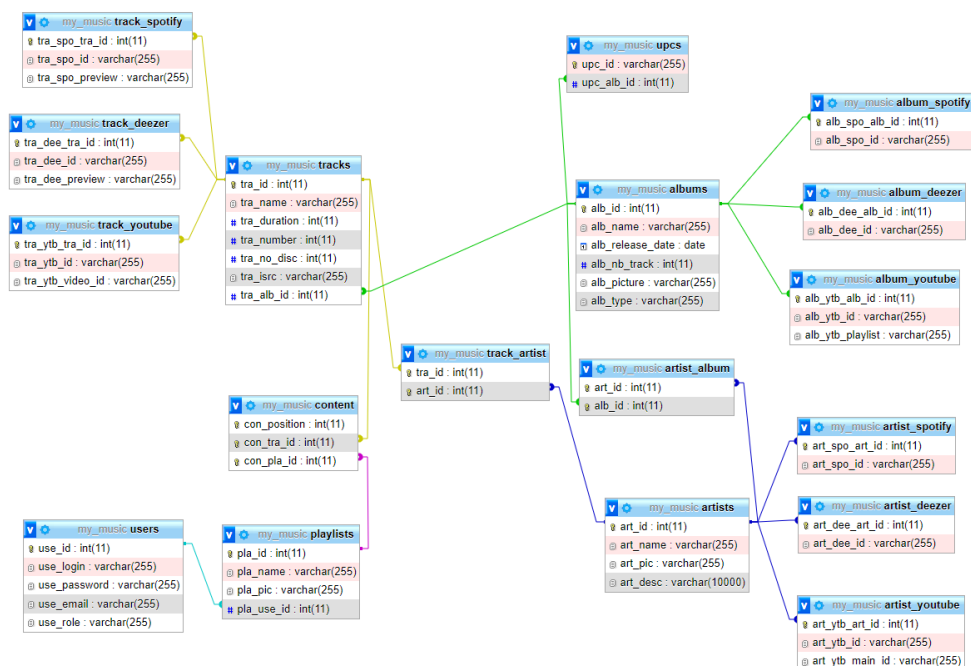 my_music track_spotify
tra_spo_tra_id : int(11)
tra_spo_id : varchar(255)
tra_spo_preview : varchar(255)
my_music track_deezer
tra_dee_tra_id : int(11)
tra_dee_id : varchar(255)
tra_dee_preview : varchar(255)
my_music track_youtube
tra_ytb_tra_id : int(11)
tra_ytb_id : varchar(255)
tra_ytb_video_id : varchar(255)
my_music tracks
tra_id : int(11)
tra_name : varchar(255)
tra_duration : int(11)
tra_number : int(11)
tra_no_disc : int(11)
tra_isrc : varchar(255)
tra_alb_id : int(11)
my_music upcs
upc_id : varchar(255)
upc_alb_id : int(11)
my_music albums
alb_id : int(11)
alb_name : varchar(255)
alb_release_date : date
alb_nb_track : int(11)
alb_picture : varchar(255)
alb_type : varchar(255)
my_music album_spotify
alb_spo_alb_id : int(11)
alb_spo_id : varchar(255)
my_music album_deezer
alb_dee_alb_id : int(11)
alb_dee_id : varchar(255)
my_music album_youtube
alb_ytb_alb_id : int(11)
alb_ytb_id : varchar(255)
alb_ytb_playlist : varchar(255)
my_music track_artist
tra_id : int(11)
art_id : int(11)
my_music artist_album
art_id : int(11)
alb_id : int(11)
my_music content
con_position : int(11)
con_tra_id : int(11)
con_pla_id : int(11)
my_music users
use_id : int(11)
use_login : varchar(255)
use_password : varchar(255)
use_email : varchar(255)
use_role : varchar(255)
my_music playlists
pla_id : int(11)
pla_name : varchar(255)
pla_pic : varchar(255)
pla_use_id : int(11)
my_music artists
art_id : int(11)
art_name : varchar(255)
art_pic : varchar(255)
art_desc : varchar(10000)
my_music artist_spotify
art_spo_art_id : int(11)
art_spo_id : varchar(255)
my_music artist_deezer
art_dee_art_id : int(11)
art_dee_id : varchar(255)
my_music artist_youtube
art_ytb_art_id : int(11)
art_ytb_id : varchar(255)
art_ytb_main_id : varchar(255)